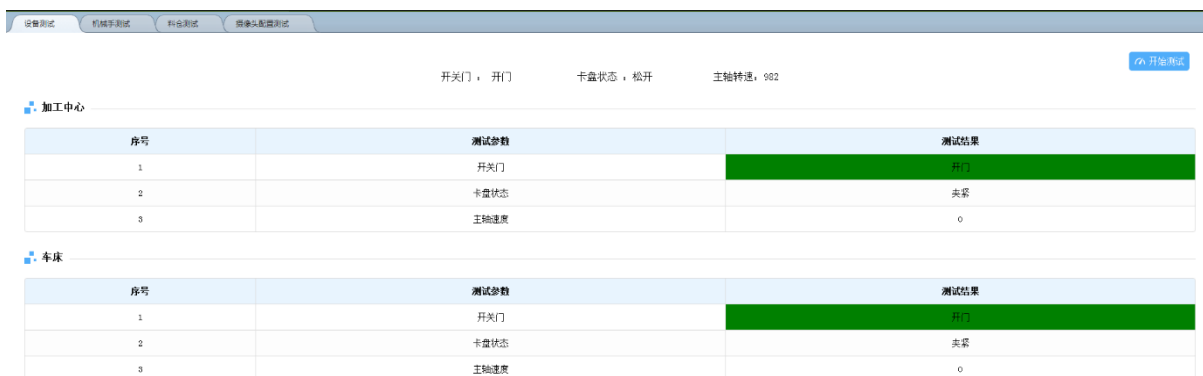 设备测试 机械手测试 料仓测试 摄像头配置测试
开始测试
开关门： 开门 卡盘状态：松开 主轴转速：982
加工中心
序号 测试参数 测试结果
1 开关门 开门
2 卡盘状态 夹紧
3 主轴速度 0
车床
序号 测试参数 测试结果
1 开关门 开门
2 卡盘状态 夹紧
3 主轴速度 0